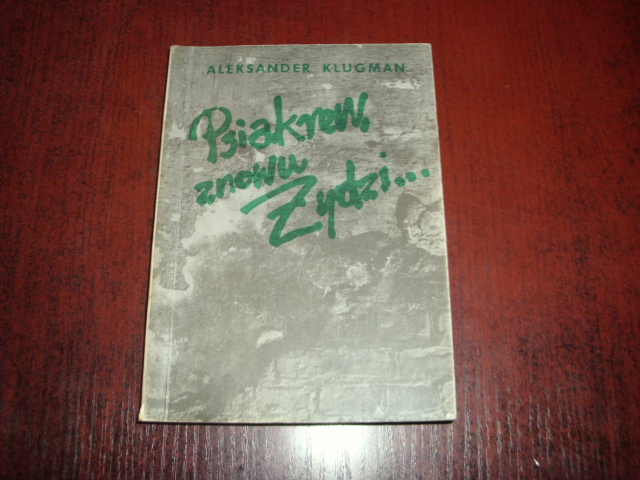 ALEKSANDER KLUGMAN
Psiakrew,
znowu
Żydzi...